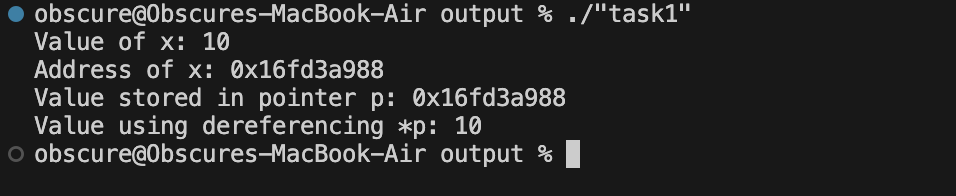 obscure@Obscures-MacBook-Air output % ./"task1"
Value of x: 10
Address of x: 0x16fd3a988
Value stored in pointer p: 0x16fd3a988
Value using dereferencing *p: 10
obscure@Obscures-MacBook-Air output %